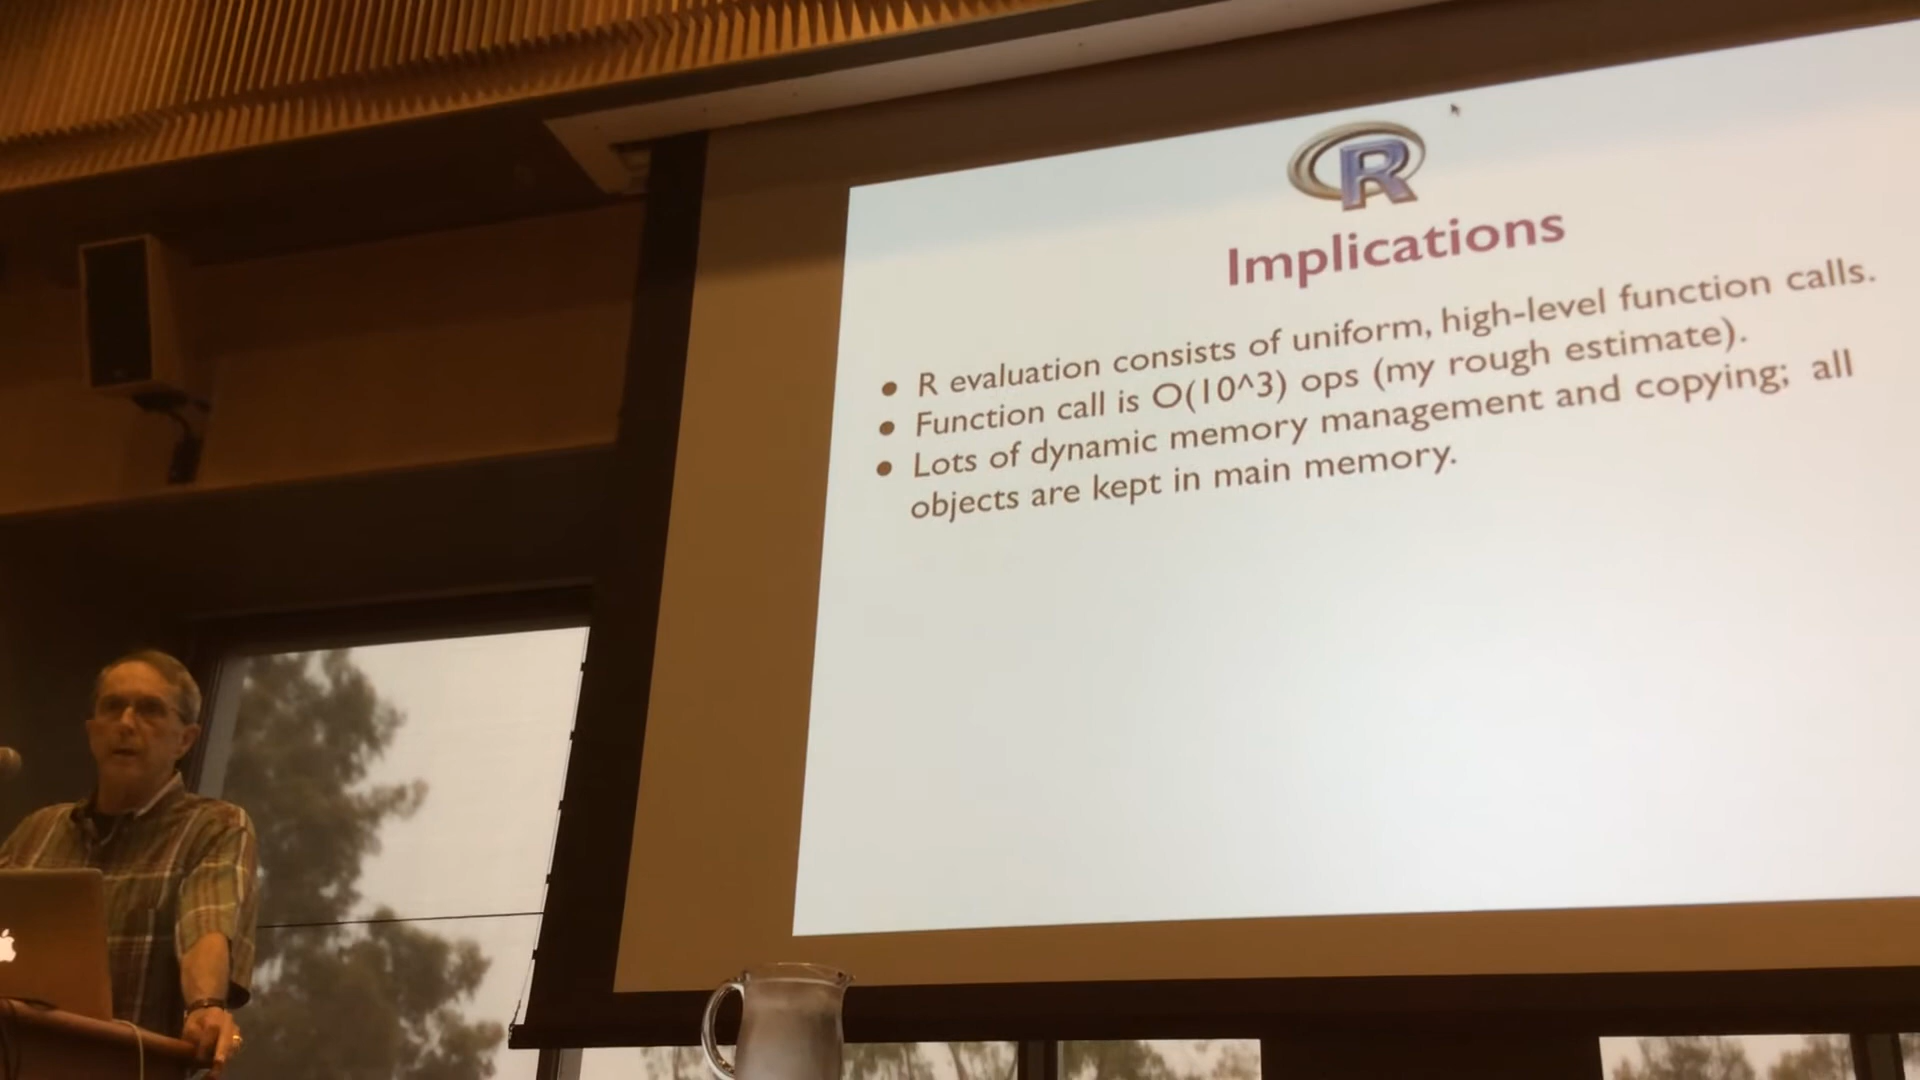 R
Implications
• R evaluation consists of uniform, high-level function calls.
• Function call is O(10^3) ops (my rough estimate).
• Lots of dynamic memory management and copying; all
objects are kept in main memory.